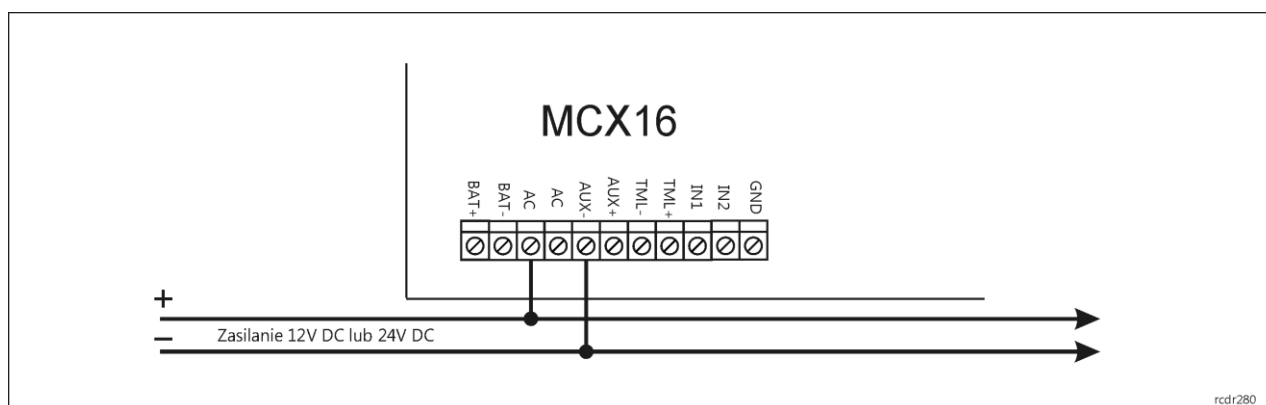 MCX16
BAT+
BAT-
AC
AC
AUX-
AUX+
TML-
TML+
IN1
IN2
GND
+
Zasilanie 12V DC lub 24V DC
–
rcdr280